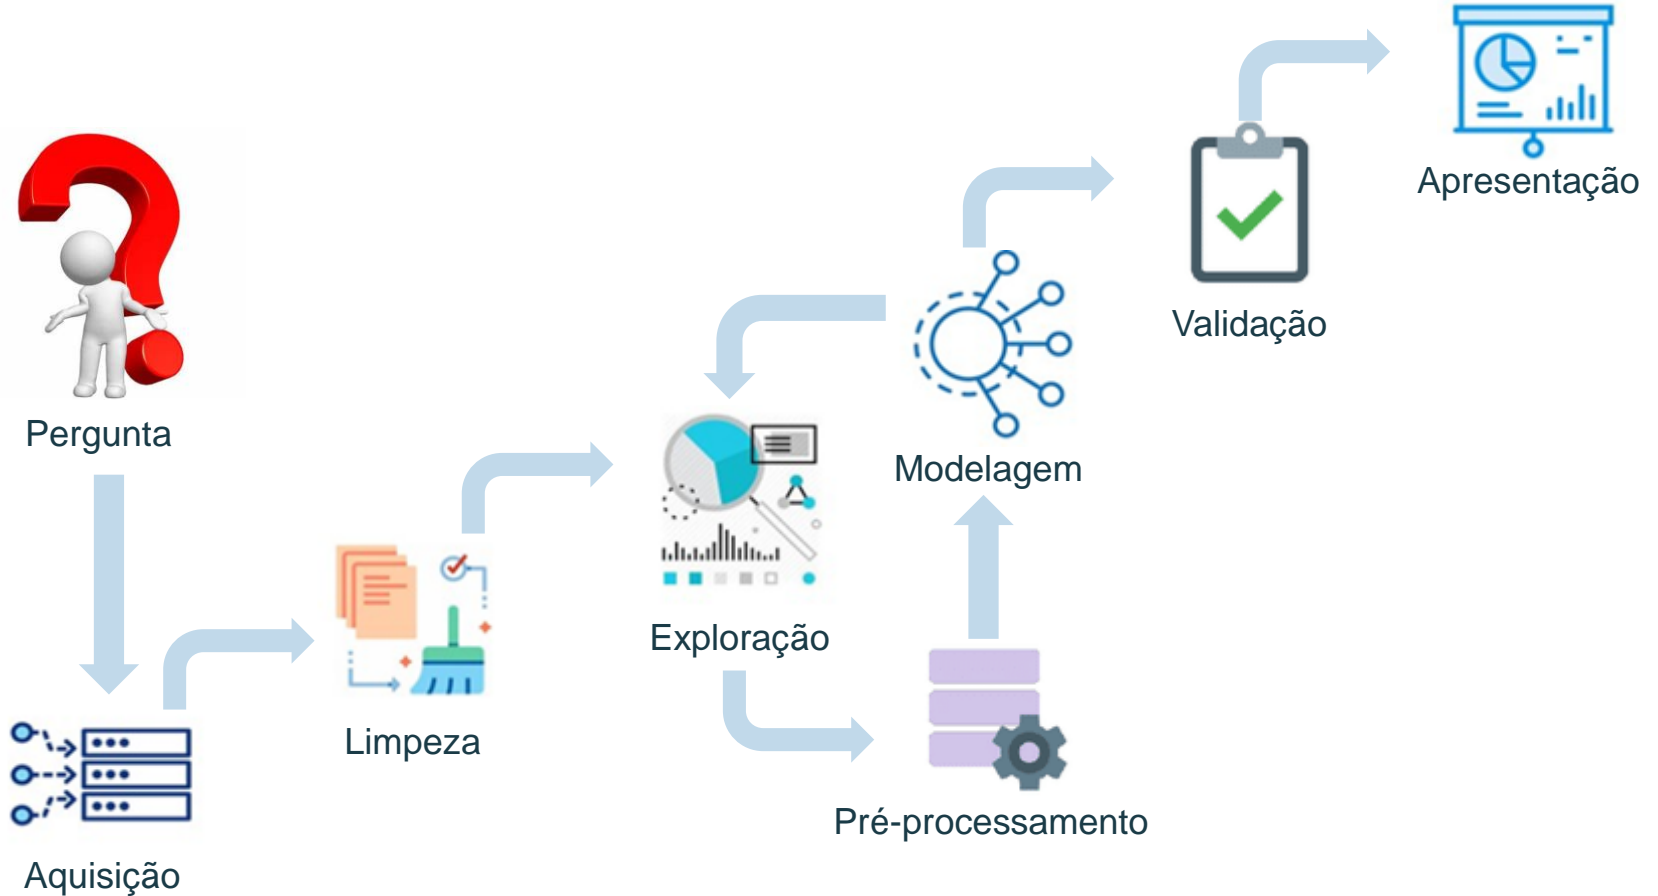 Pergunta
Aquisição
Limpeza
Exploração
Pré-processamento
Modelagem
Validação
Apresentação